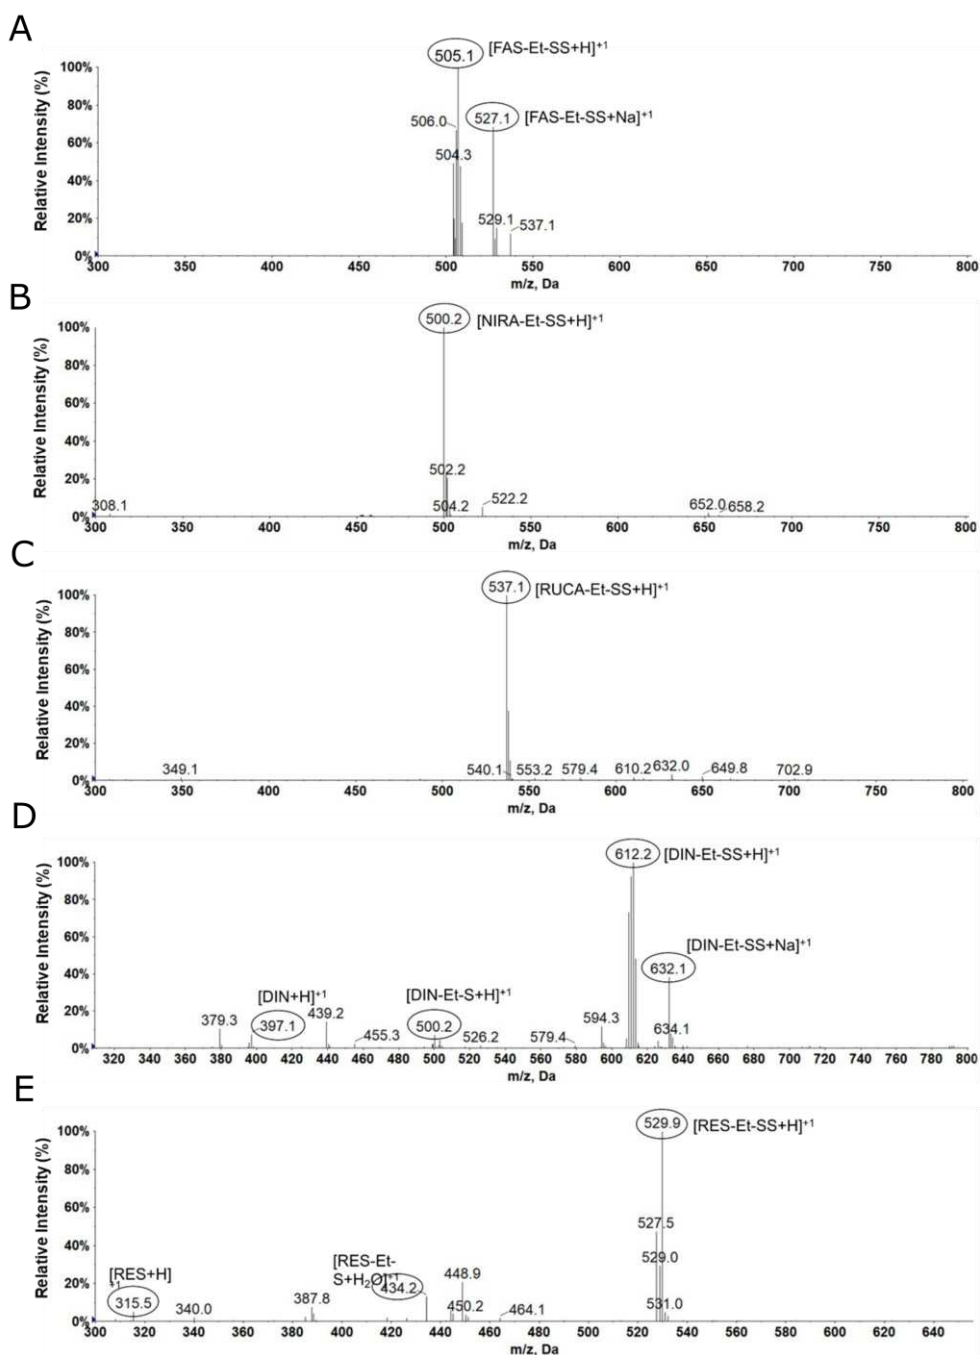 A
505.1 [FAS-Et-SS+H]+1
Relative Intensity (%)
100%
80%
60%
40%
20%
0%
506.0
527.1 [FAS-Et-SS+Na]+1
504.3
529.1
537.1
300 350 400 450 500 550 600 650 700 750 800
m/z, Da
B
500.2 [NIRA-Et-SS+H]+1
Relative Intensity (%)
100%
80%
60%
40%
20%
0%
308.1
502.2
504.2
522.2
652.0
658.2
300 350 400 450 500 550 600 650 700 750 800
m/z, Da
C
537.1 [RUCA-Et-SS+H]+1
Relative Intensity (%)
100%
80%
60%
40%
20%
0%
349.1
540.1 553.2 579.4 610.2 632.0 649.8 702.9
300 350 400 450 500 550 600 650 700 750 800
m/z, Da
D
612.2 [DIN-Et-SS+H]+1
Relative Intensity (%)
100%
80%
60%
40%
20%
0%
[DIN-Et-SS+Na]+1
632.1
[DIN+H]+1
[DIN-Et-S+H]+1
379.3
397.1
439.2
455.3
500.2
526.2
579.4
594.3
634.1
320 340 360 380 400 420 440 460 480 500 520 540 560 580 600 620 640 660 680 700 720 740 760 780 800
m/z, Da
E
529.9 [RES-Et-SS+H]+1
Relative Intensity (%)
100%
80%
60%
40%
20%
0%
527.5
529.0
531.0
[RES+H]
+1
315.5
340.0
387.8
[RES-Et-
S+H2O]+1
434.2
448.9
450.2
464.1
300 320 340 360 380 400 420 440 460 480 500 520 540 560 580 600 620 640
m/z, Da